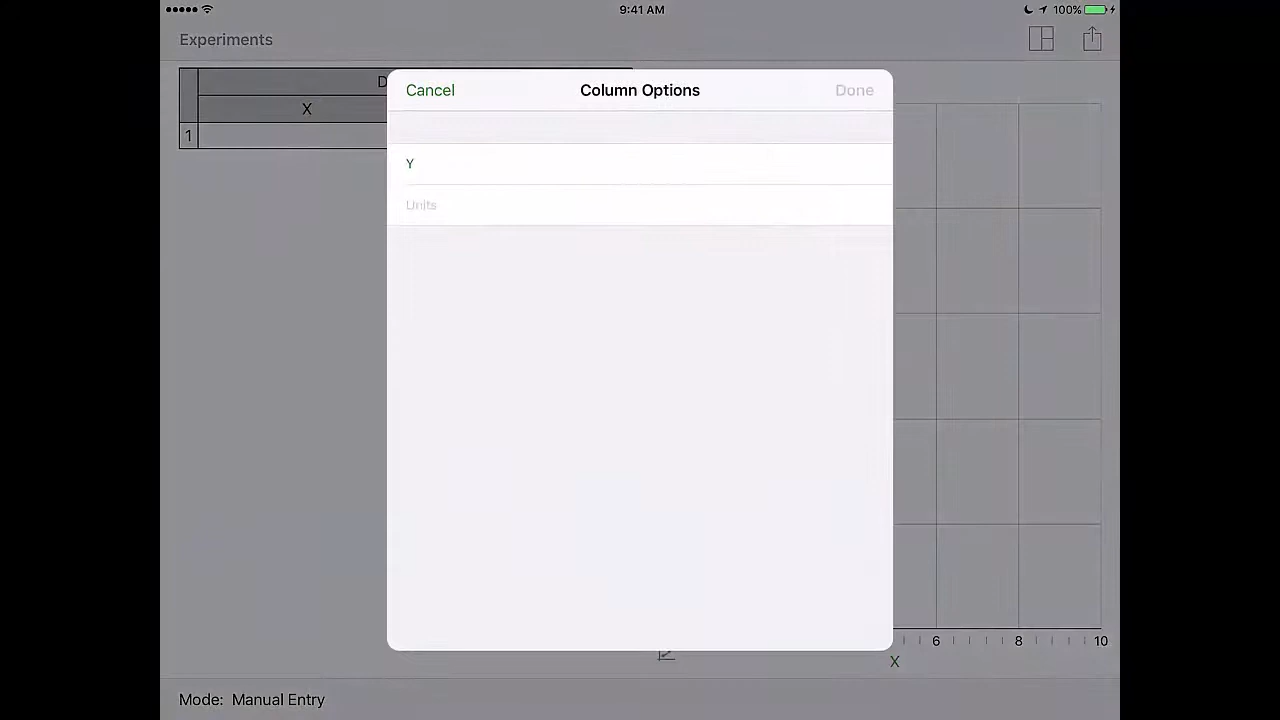 9:41 AM
100%
Experiments
D
X
1
Cancel
Column Options
Done
Y
Units
6
8
10
X
Mode: Manual Entry